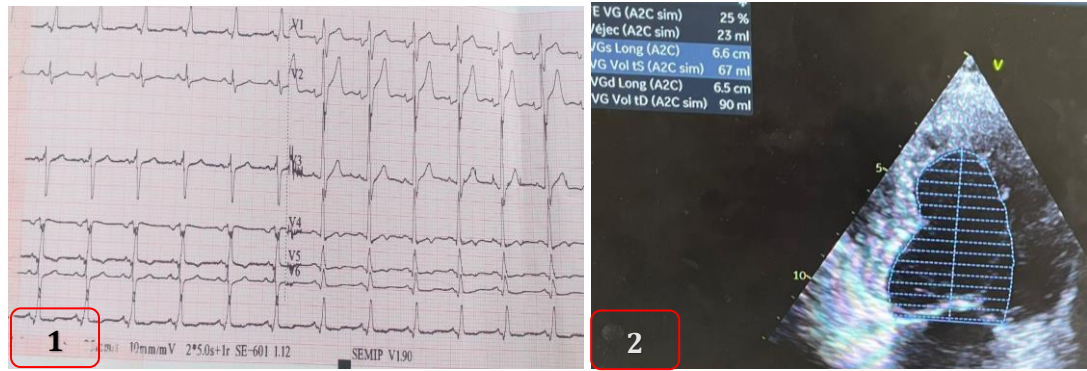 V1
V2
V3
V4
V5
V6
10mm/mV 2*5.0s+1r SE-601 1.12
SEMIP V1.90
1
E VG (A2C sim) 25 %
Véjec (A2C sim) 23 ml
VGs Long (A2C) 6.6 cm
VG Vol tS (A2C sim) 67 ml
VGd Long (A2C) 6.5 cm
VG Vol tD (A2C sim) 90 ml
V
5
10
2